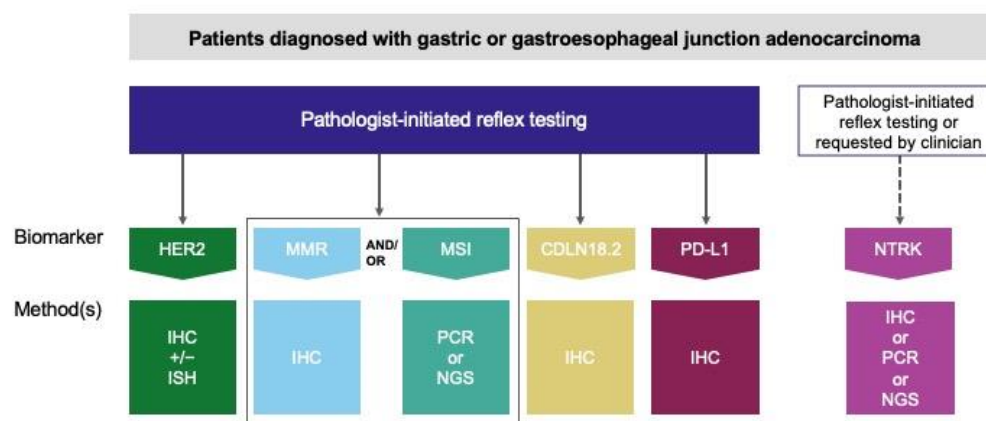 Patients diagnosed with gastric or gastroesophageal junction adenocarcinoma
Pathologist-initiated reflex testing
Pathologist-initiated
reflex testing or
requested by clinician
Biomarker
HER2
MMR
AND/
OR
MSI
CDLN18.2
PD-L1
NTRK
Method(s)
IHC
+/−
ISH
IHC
PCR
or
NGS
IHC
IHC
IHC
or
PCR
or
NGS